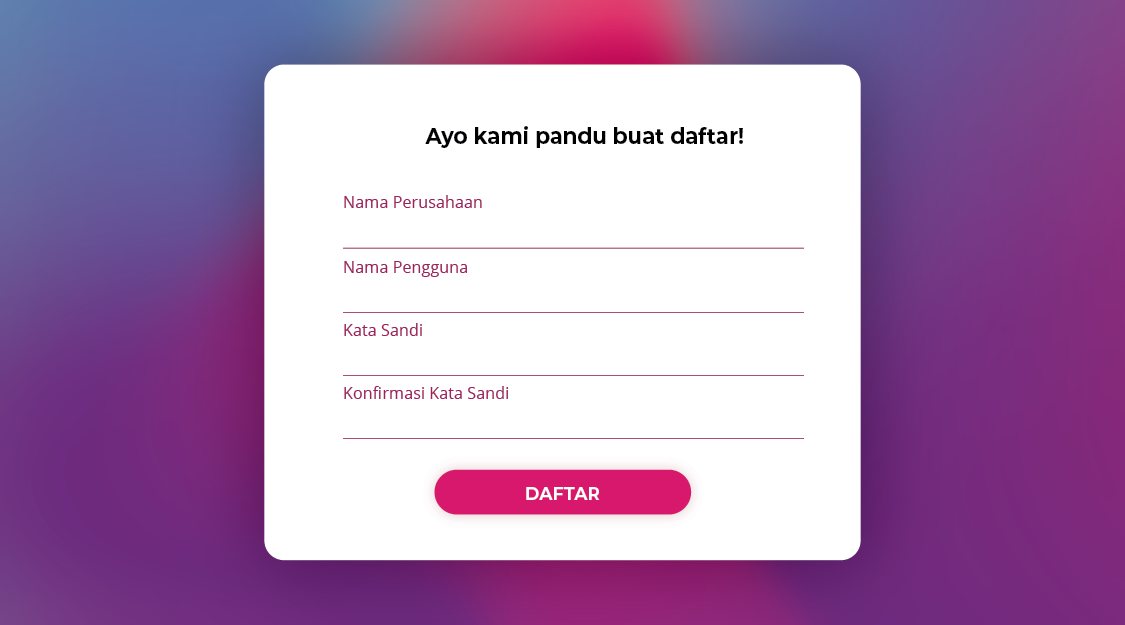 Ayo kami pandu buat daftar!
Nama Perusahaan
Nama Pengguna
Kata Sandi
Konfirmasi Kata Sandi
DAFTAR